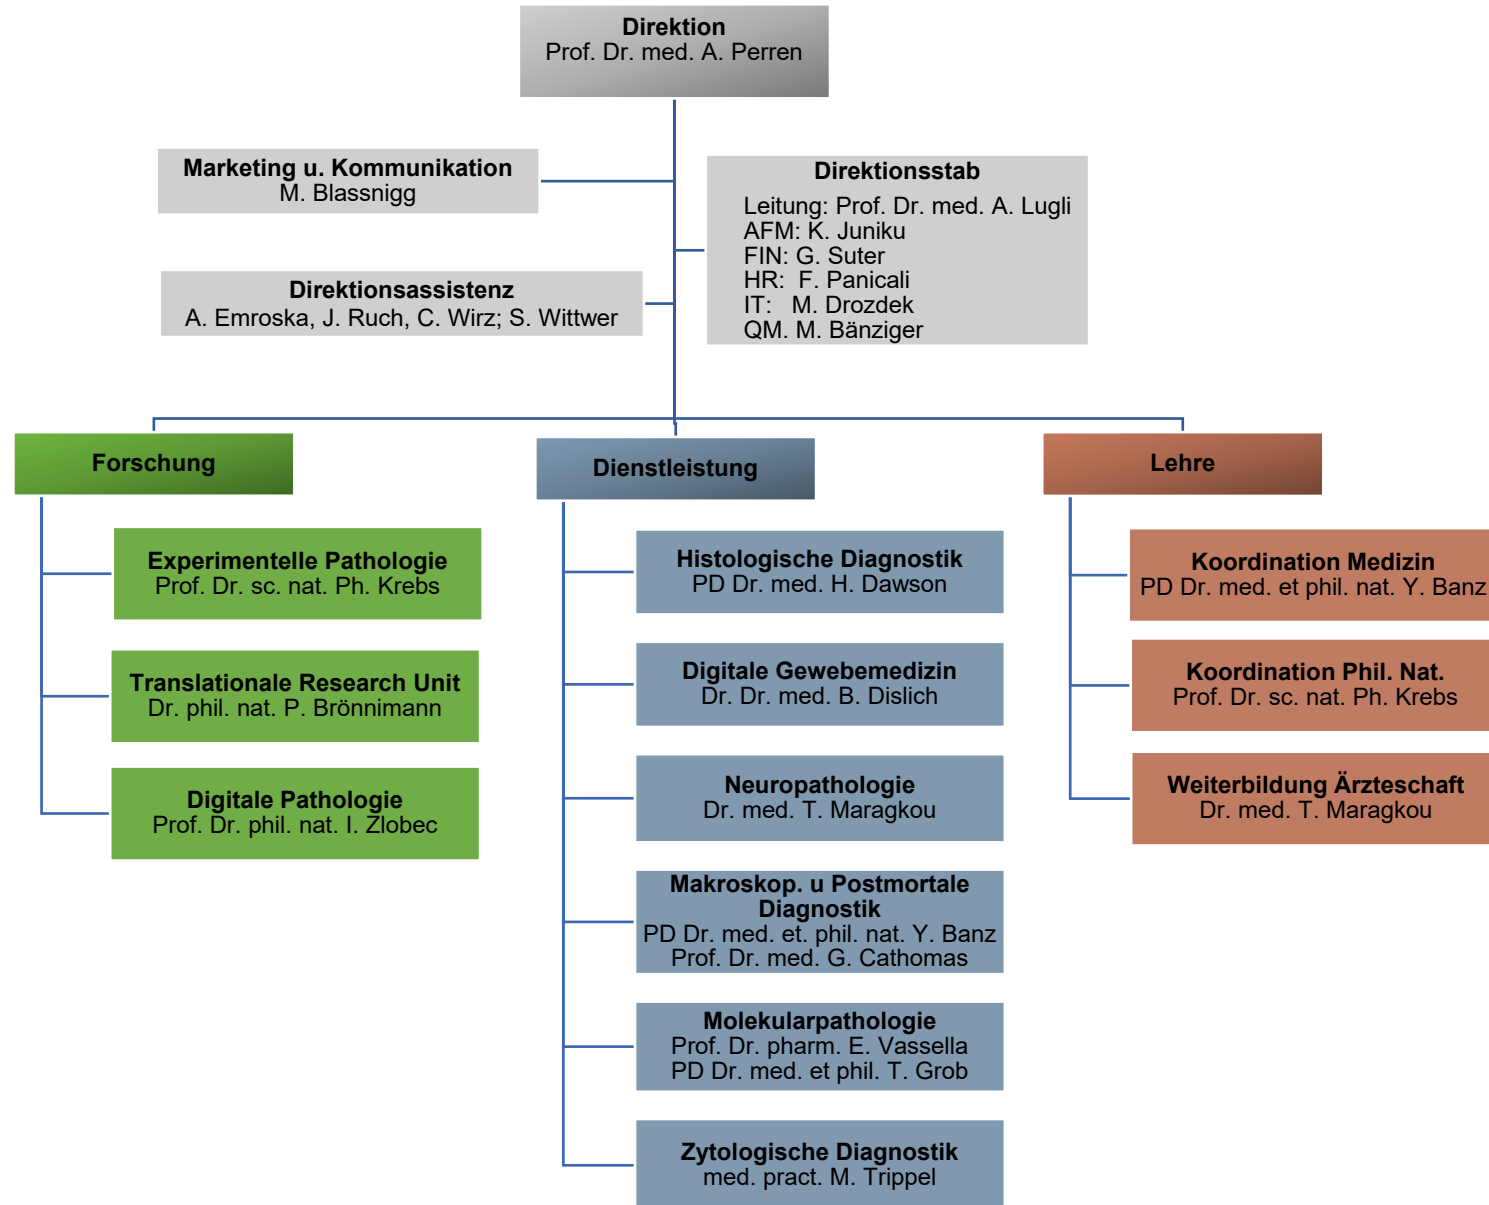 Direktion
Prof. Dr. med. A. Perren
Marketing u. Kommunikation
M. Blassnigg
Direktionsstab
Leitung: Prof. Dr. med. A. Lugli
AFM: K. Juniku
FIN: G. Suter
HR: F. Panicali
IT: M. Drozdek
QM. M. Bänziger
Direktionsassistenz
A. Emroska, J. Ruch, C. Wirz; S. Wittwer
Forschung
Experimentelle Pathologie
Prof. Dr. sc. nat. Ph. Krebs
Translationale Research Unit
Dr. phil. nat. P. Brönnimann
Digitale Pathologie
Prof. Dr. phil. nat. I. Zlobec
Dienstleistung
Histologische Diagnostik
PD Dr. med. H. Dawson
Digitale Gewebemedizin
Dr. Dr. med. B. Dislich
Neuropathologie
Dr. med. T. Maragkou
Makroskop. u Postmortale
Diagnostik
PD Dr. med. et. phil. nat. Y. Banz
Prof. Dr. med. G. Cathomas
Molekularpathologie
Prof. Dr. pharm. E. Vassella
PD Dr. med. et phil. T. Grob
Zytologische Diagnostik
med. pract. M. Trippel
Lehre
Koordination Medizin
PD Dr. med. et phil. nat. Y. Banz
Koordination Phil. Nat.
Prof. Dr. sc. nat. Ph. Krebs
Weiterbildung Ärzteschaft
Dr. med. T. Maragkou